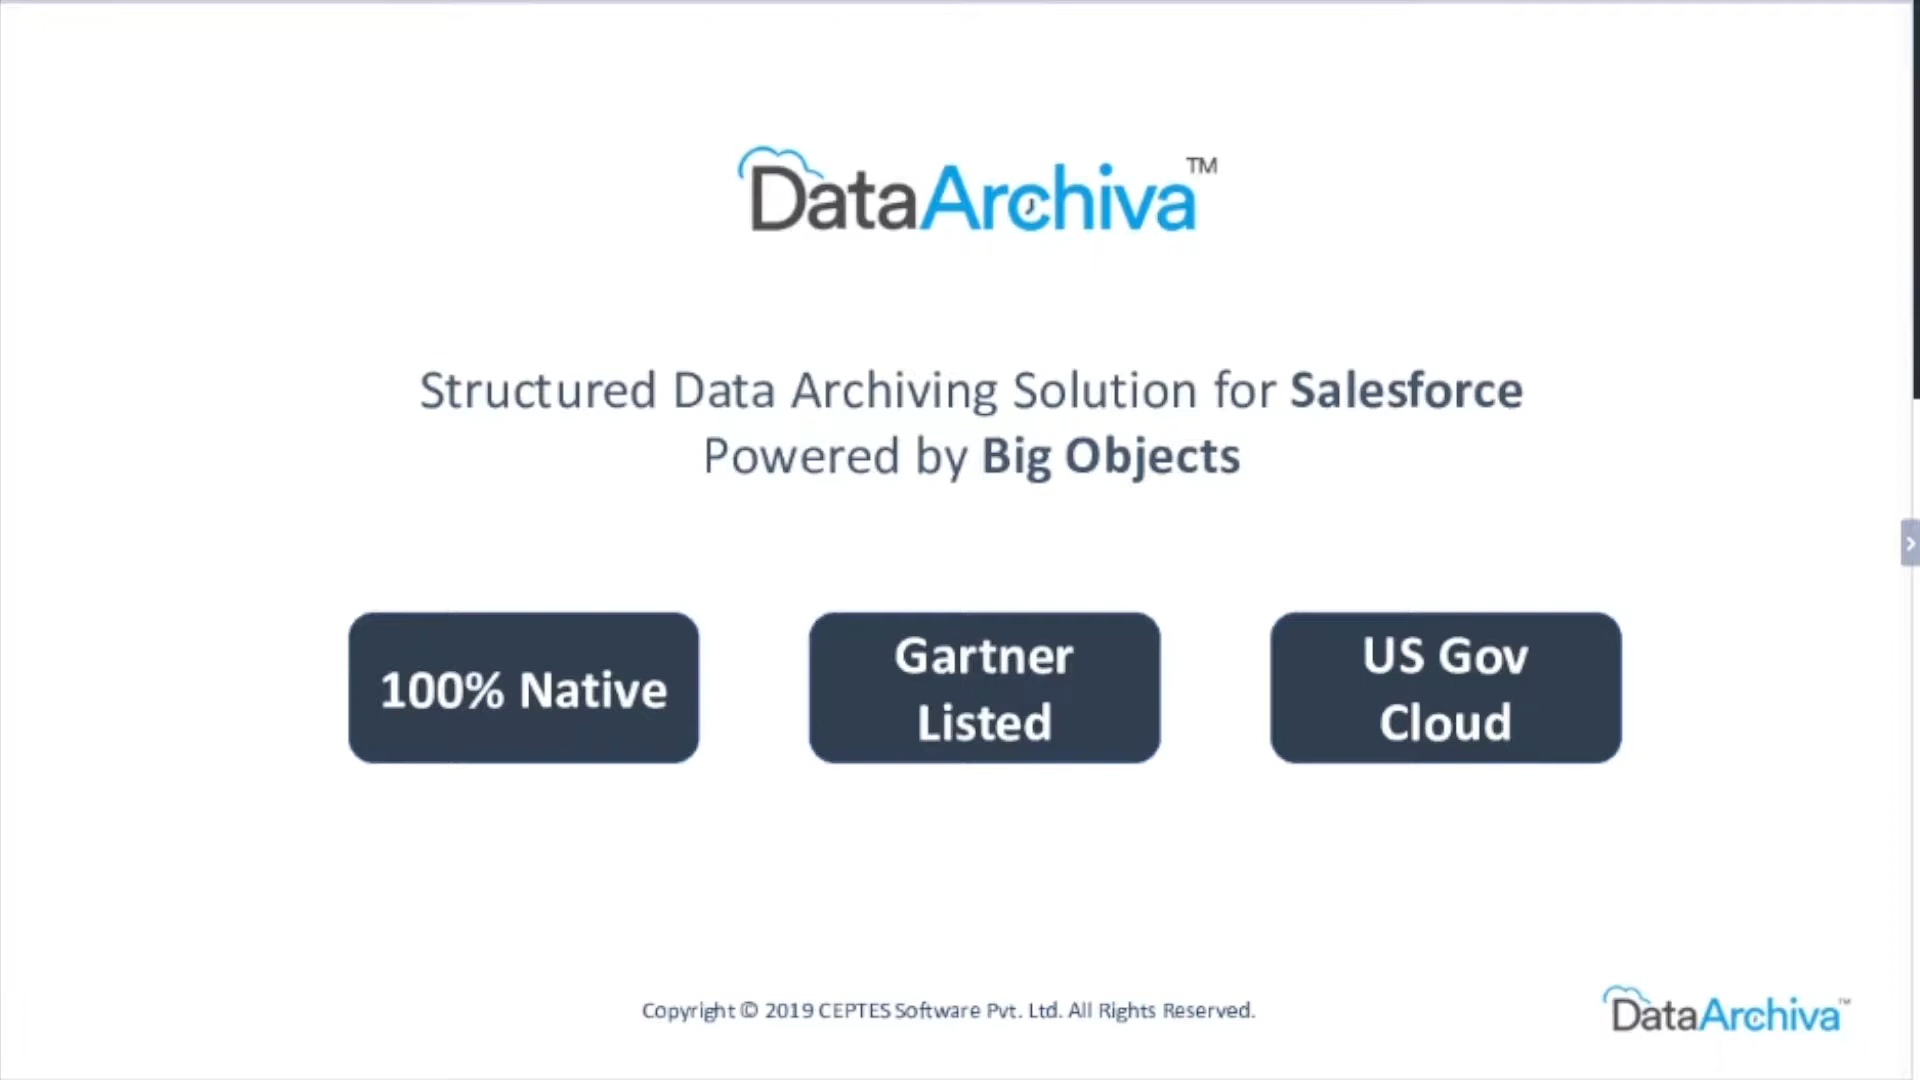 DataArchiva™
Structured Data Archiving Solution for Salesforce
Powered by Big Objects
100% Native
Gartner
Listed
US Gov
Cloud
Copyright © 2019 CEPTES Software Pvt. Ltd. All Rights Reserved.
DataArchiva™